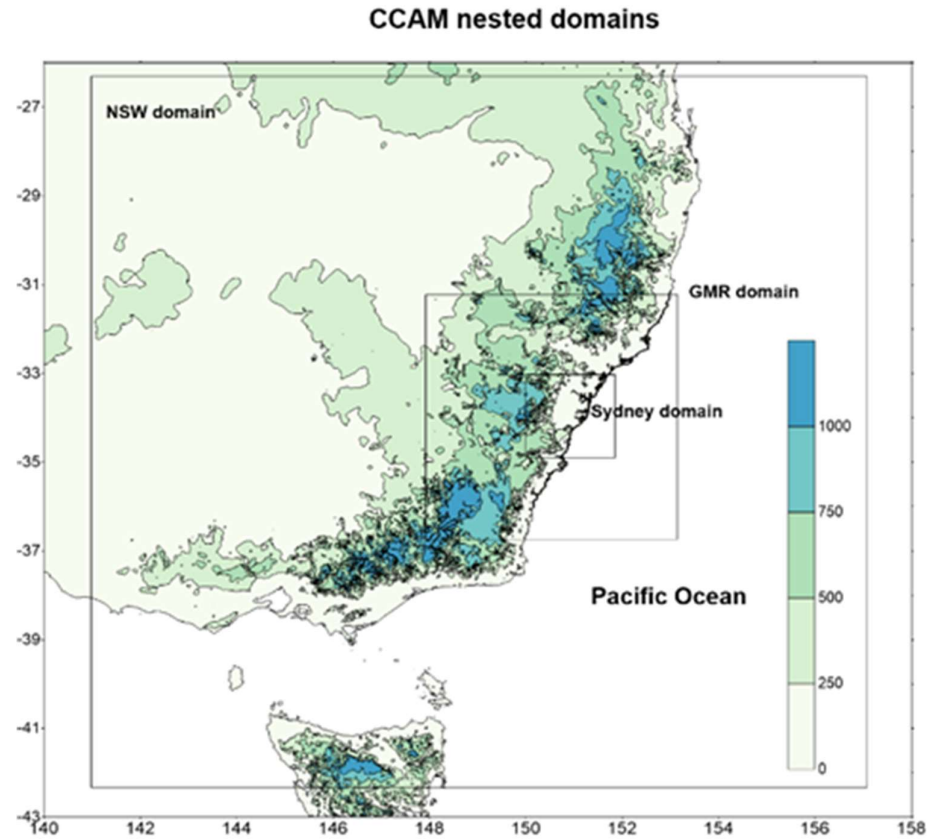 CCAM nested domains
-27
NSW domain
-29
-31
GMR domain
-33
Sydney domain
1000
-35
750
-37
500
Pacific Ocean
-39
250
-41
0
-43
140 142 144 146 148 150 152 154 156 158